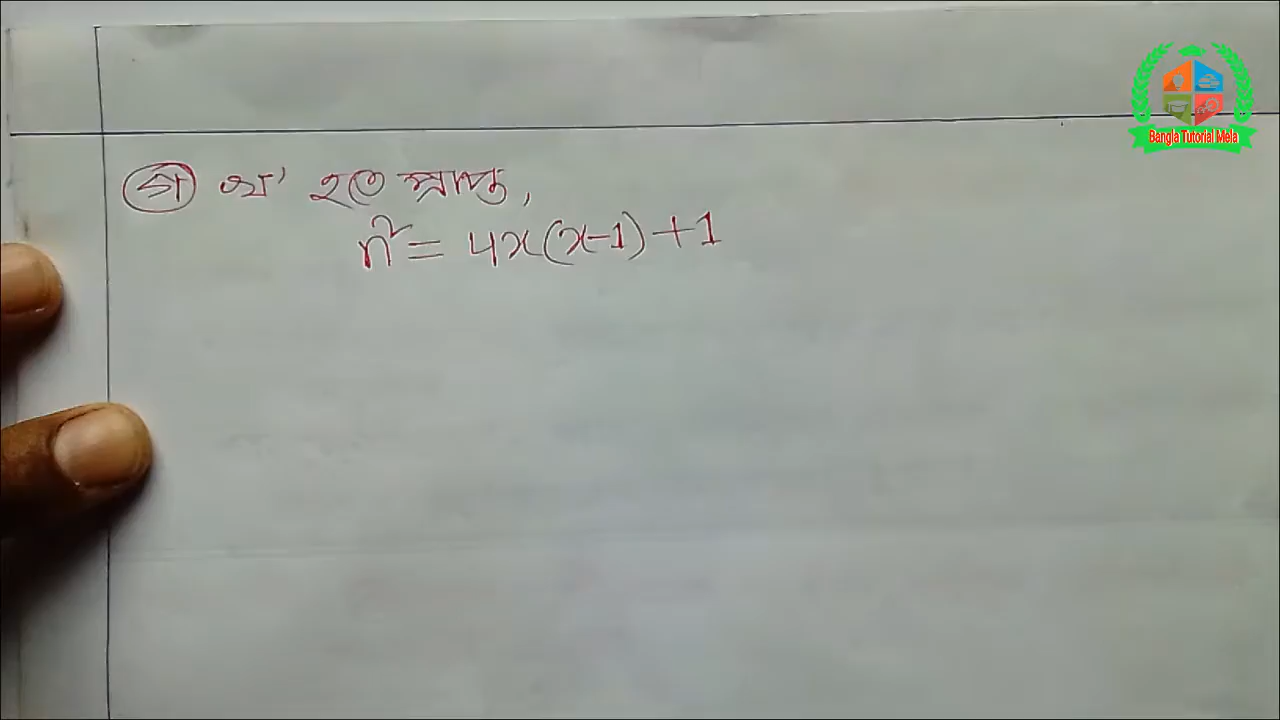 গ 'খ' হতে প্রাপ্ত,
n² = 4x(x-1)+1
Bangla Tutorial Mela